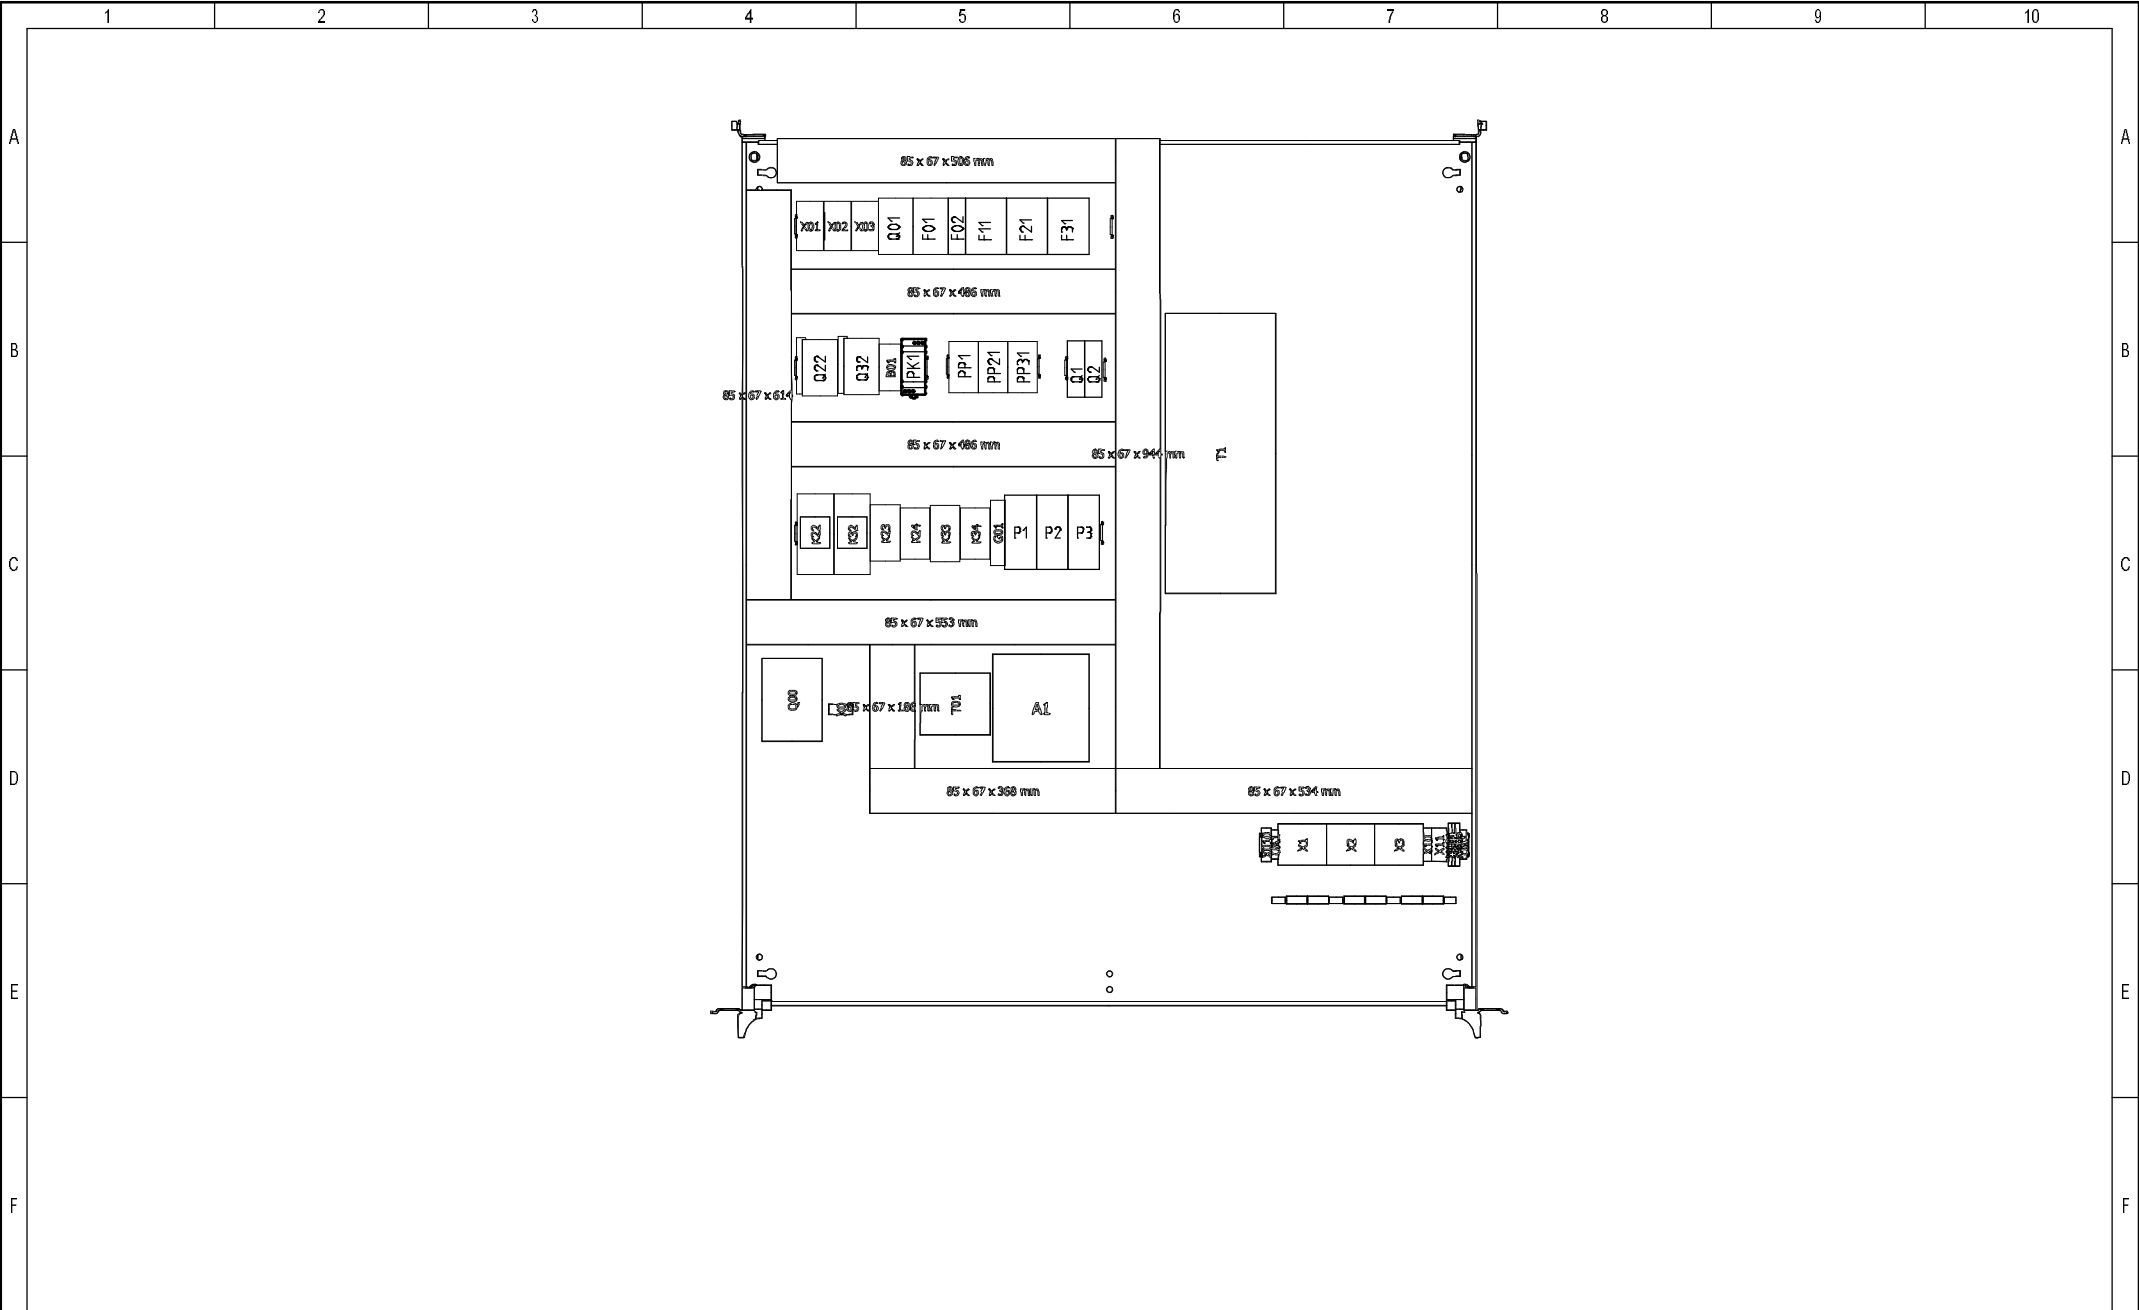 1 2 3 4 5 6 7 8 9 10
A A
85 x 67 x 506 mm
X01 X02 X03 Q01 F01 F02 F11 F21 F31
85 x 67 x 486 mm
B B
Q22 Q32 B01 PK1 PP1 PP21 PP31 Q1 Q2
85 x 67 x 614
85 x 67 x 486 mm
85 x 67 x 944 mm
T1
K22 K32 K23 K24 K33 K34 G01 P1 P2 P3
C C
85 x 67 x 553 mm
Q00 85 x 67 x 186 mm T01 A1
D D
85 x 67 x 368 mm 85 x 67 x 534 mm
X1 X2 X3 X11
E E
F F